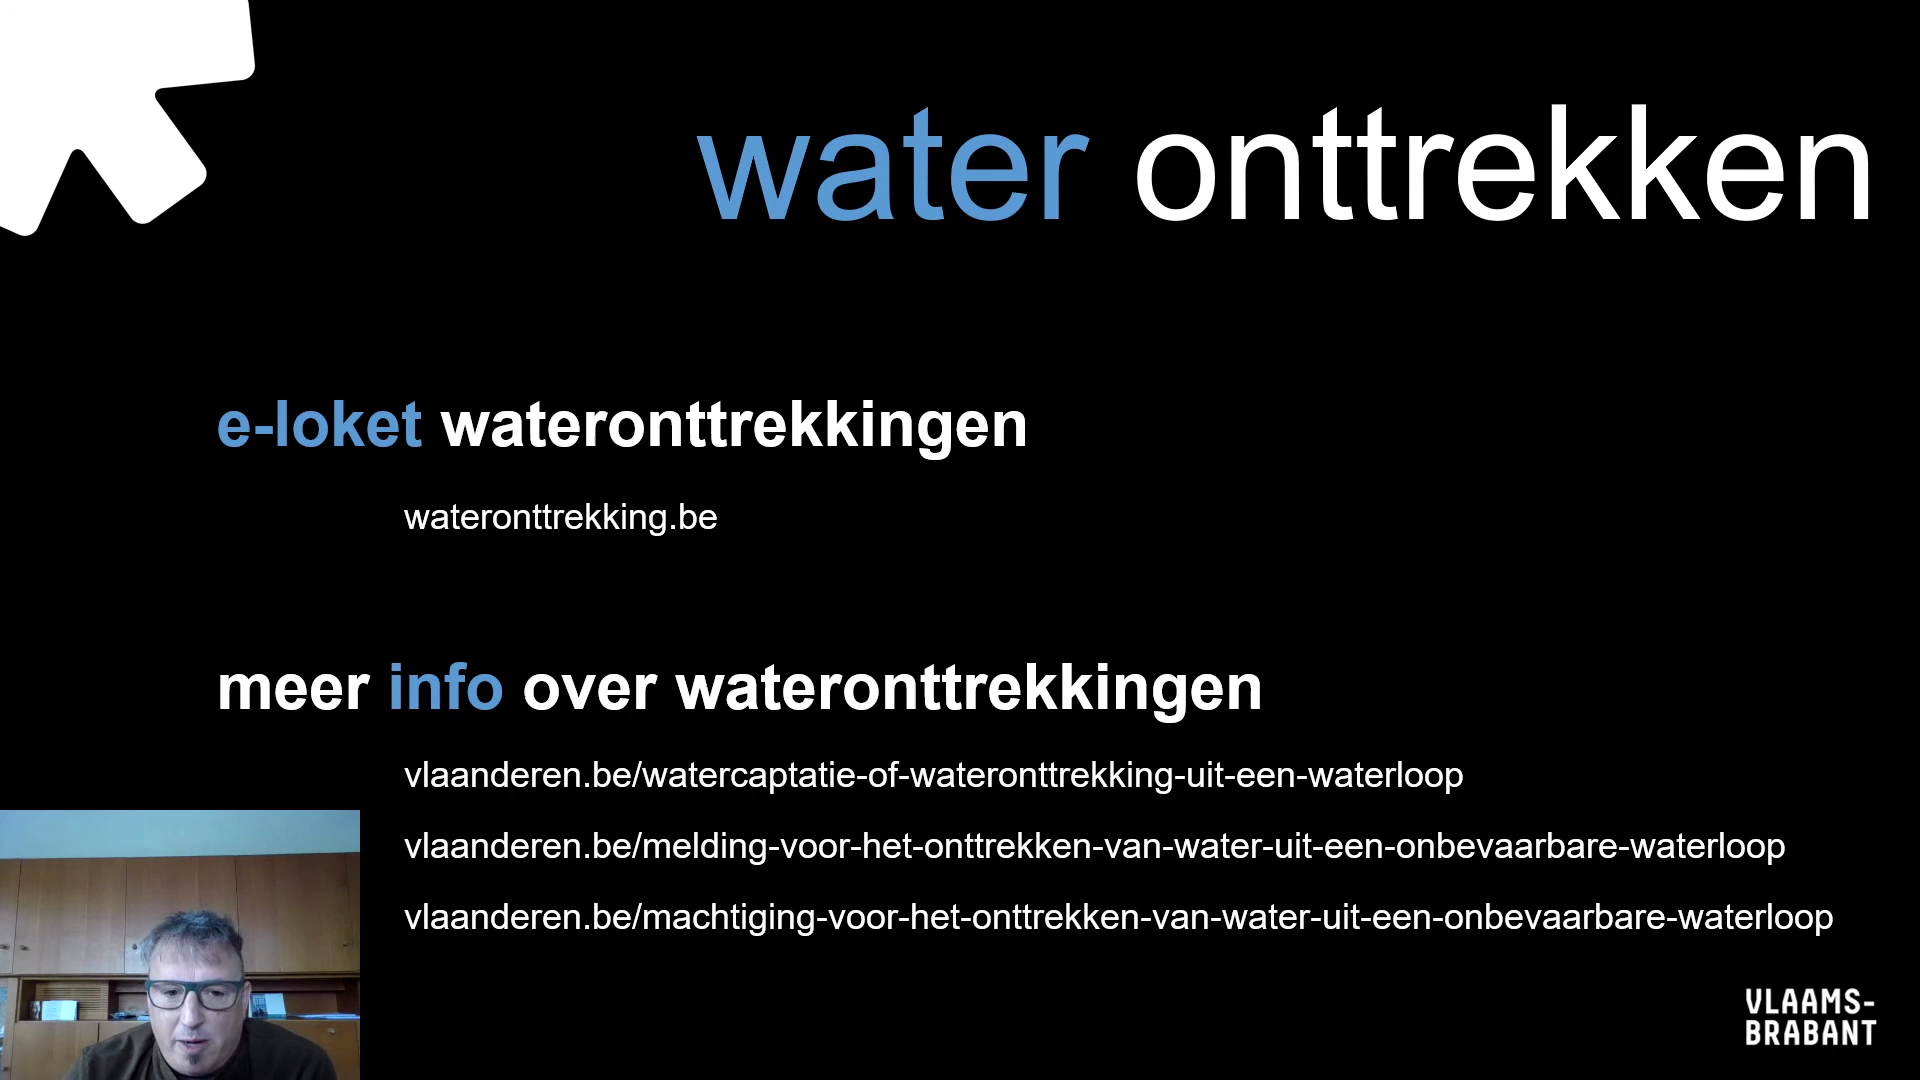 water onttrekken
e-loket wateronttrekkingen
wateronttrekking.be
meer info over wateronttrekkingen
vlaanderen.be/watercaptatie-of-wateronttrekking-uit-een-waterloop
vlaanderen.be/melding-voor-het-onttrekken-van-water-uit-een-onbevaarbare-waterloop
vlaanderen.be/machtiging-voor-het-onttrekken-van-water-uit-een-onbevaarbare-waterloop
VLAAMS-
BRABANT